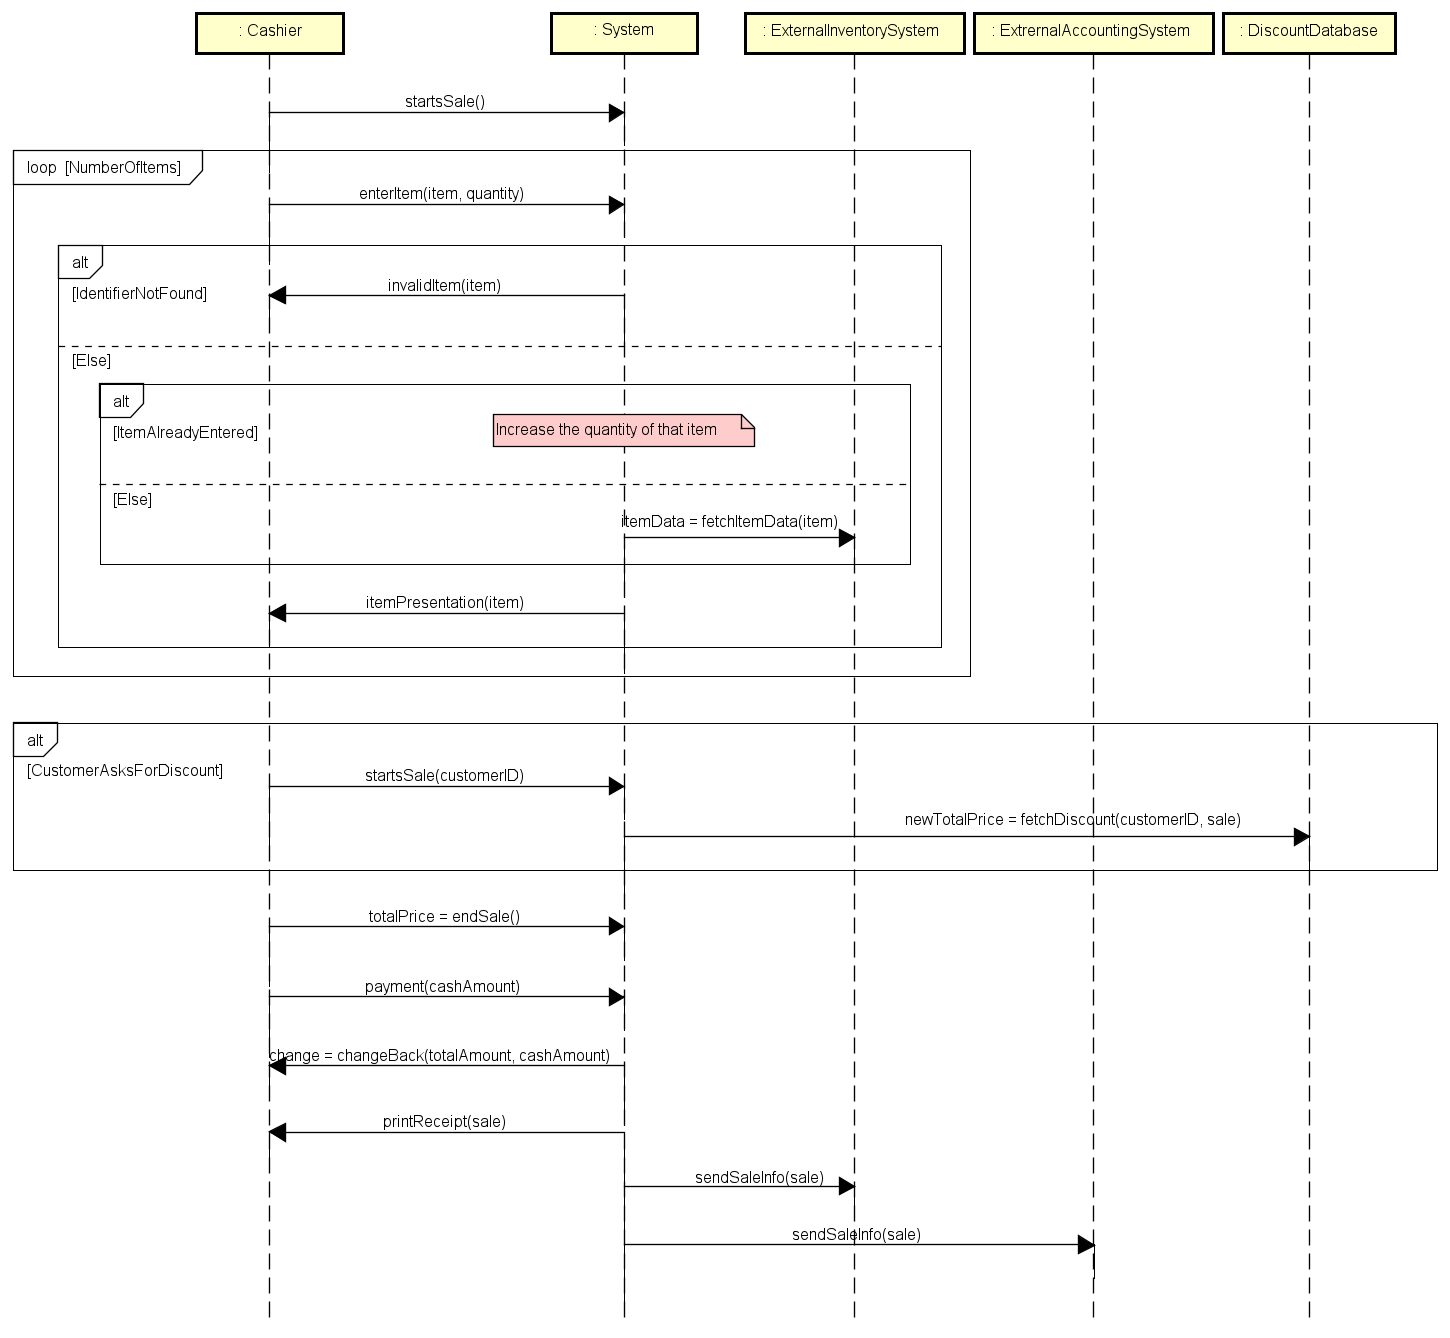 : Cashier
: System
: ExternalInventorySystem
: ExtrernalAccountingSystem
: DiscountDatabase
startsSale()
loop [NumberOfItems]
enterItem(item, quantity)
alt
[IdentifierNotFound]
invalidItem(item)
[Else]
alt
[ItemAlreadyEntered]
Increase the quantity of that item
[Else]
itemData = fetchItemData(item)
itemPresentation(item)
alt
[CustomerAsksForDiscount]
startsSale(customerID)
newTotalPrice = fetchDiscount(customerID, sale)
totalPrice = endSale()
payment(cashAmount)
change = changeBack(totalAmount, cashAmount)
printReceipt(sale)
sendSaleInfo(sale)
sendSaleInfo(sale)